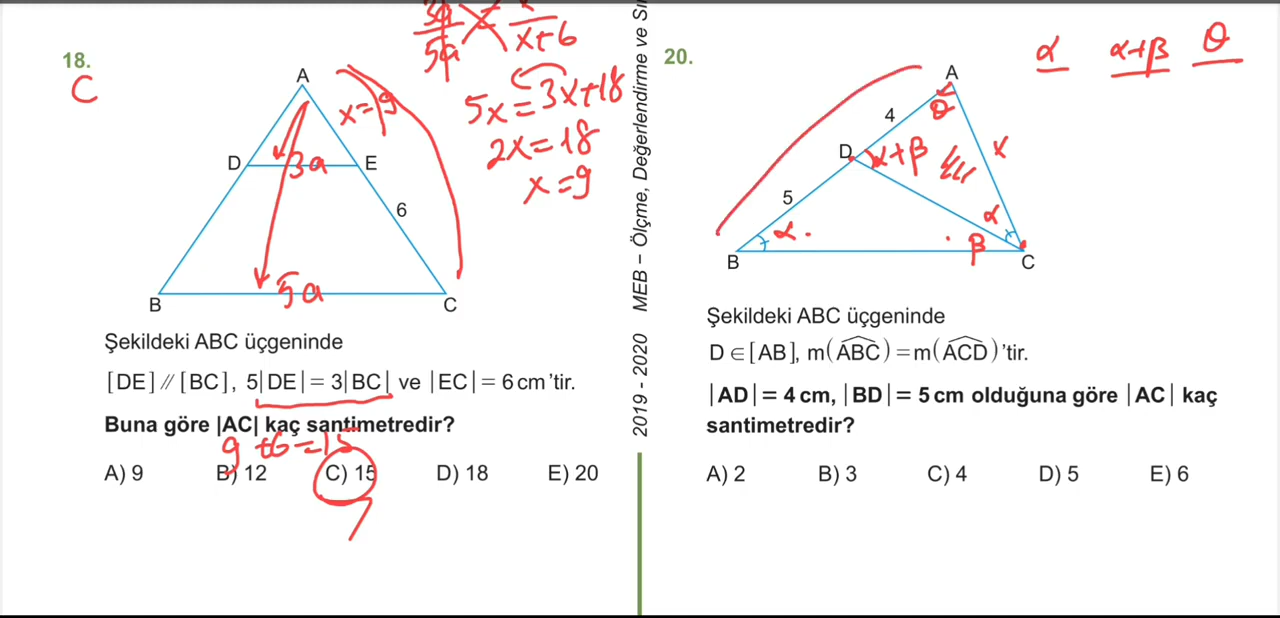 18.
C
3a x
5a x+6
5x=3x+18
2x=18
x=9
A
x=9
D
3a
E
6
5a
B
C
Şekildeki ABC üçgeninde
[DE] // [BC], 5|DE| = 3|BC| ve |EC| = 6 cm'tir.
Buna göre |AC| kaç santimetredir?
9+6=15
A) 9 B) 12 C) 15 D) 18 E) 20
2019 - 2020 MEB – Ölçme, Değerlendirme ve
20.
α α+β θ
A
4
θ
D
α+β
x
5
α
α
β
B
C
Şekildeki ABC üçgeninde
D ∈ [AB], m(ABC) = m(ACD)'tir.
|AD| = 4 cm, |BD| = 5 cm olduğuna göre |AC| kaç
santimetredir?
A) 2 B) 3 C) 4 D) 5 E) 6